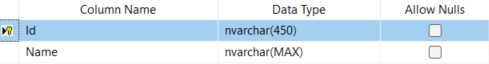 Column Name Data Type Allow Nulls
Id nvarchar(450)
Name nvarchar(MAX)